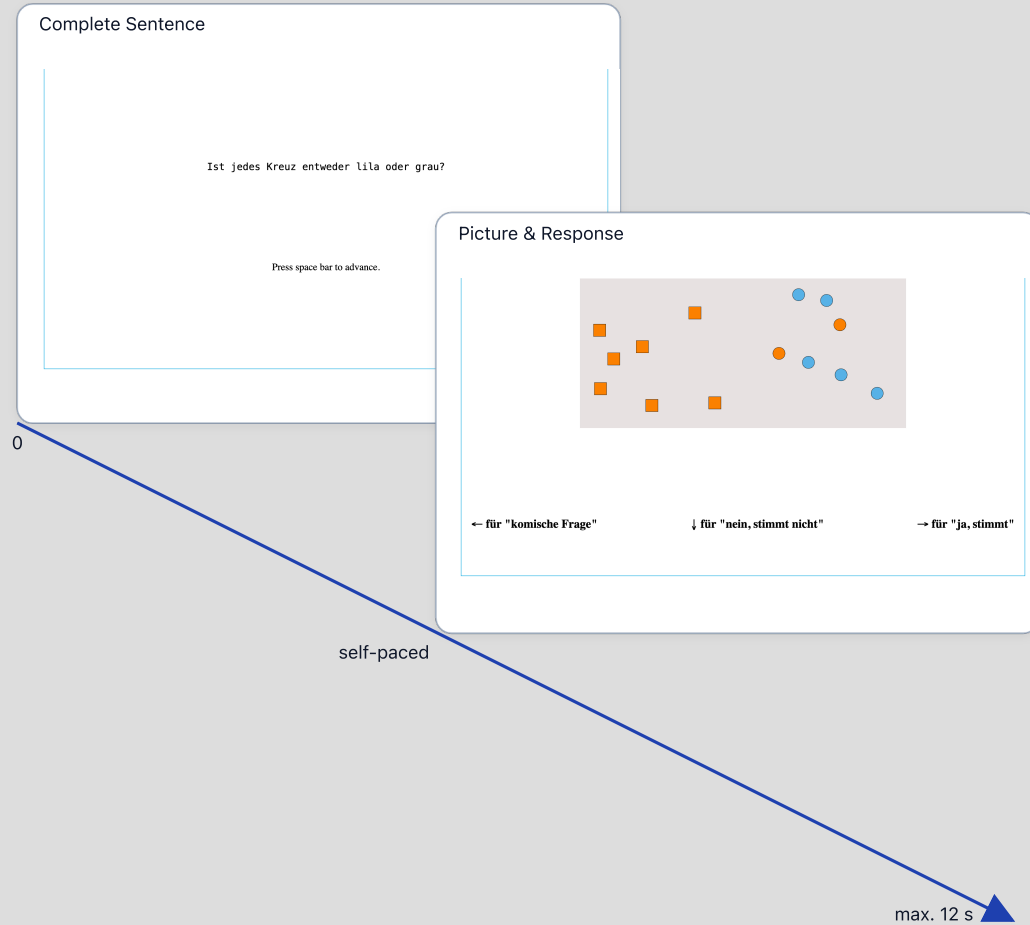 Complete Sentence
Ist jedes Kreuz entweder lila oder grau?
Press space bar to advance.
Picture & Response
← für "komische Frage"
↓ für "nein, stimmt nicht"
→ für "ja, stimmt"
0
self-paced
max. 12 s